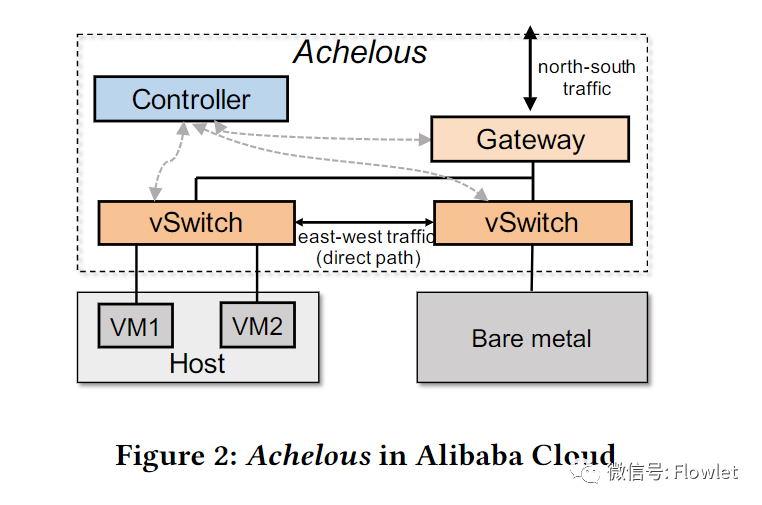 Achelous
north-south
traffic
Controller
Gateway
vSwitch
vSwitch
east-west traffic
(direct path)
VM1
VM2
Host
Bare metal
Figure 2: Achelous in Alibaba Cloud
微信号: Flowlet